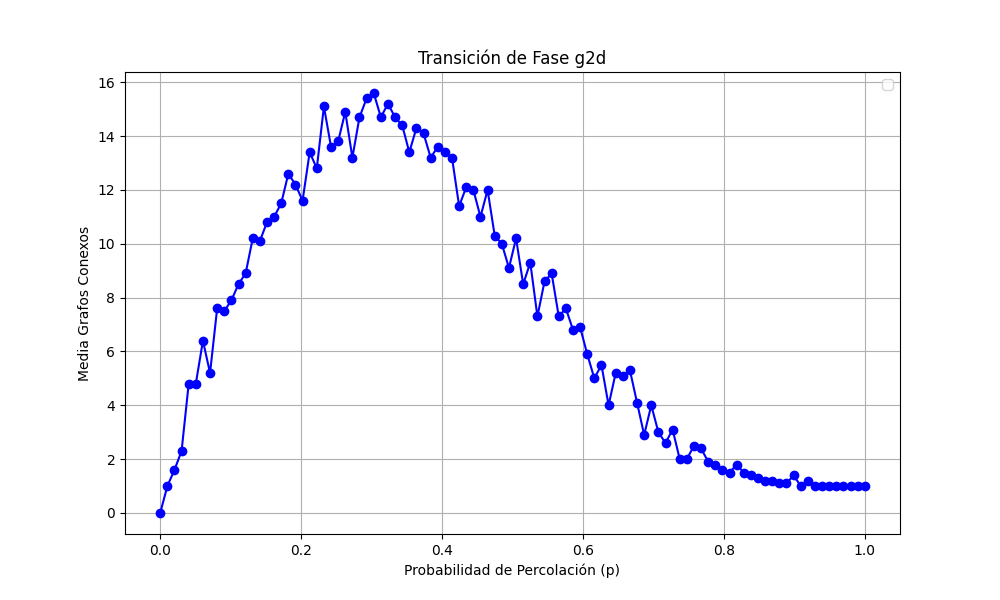 Transición de Fase g2d
Media Grafos Conexos
16
14
12
10
8
6
4
2
0
0.0 0.2 0.4 0.6 0.8 1.0
Probabilidad de Percolación (p)